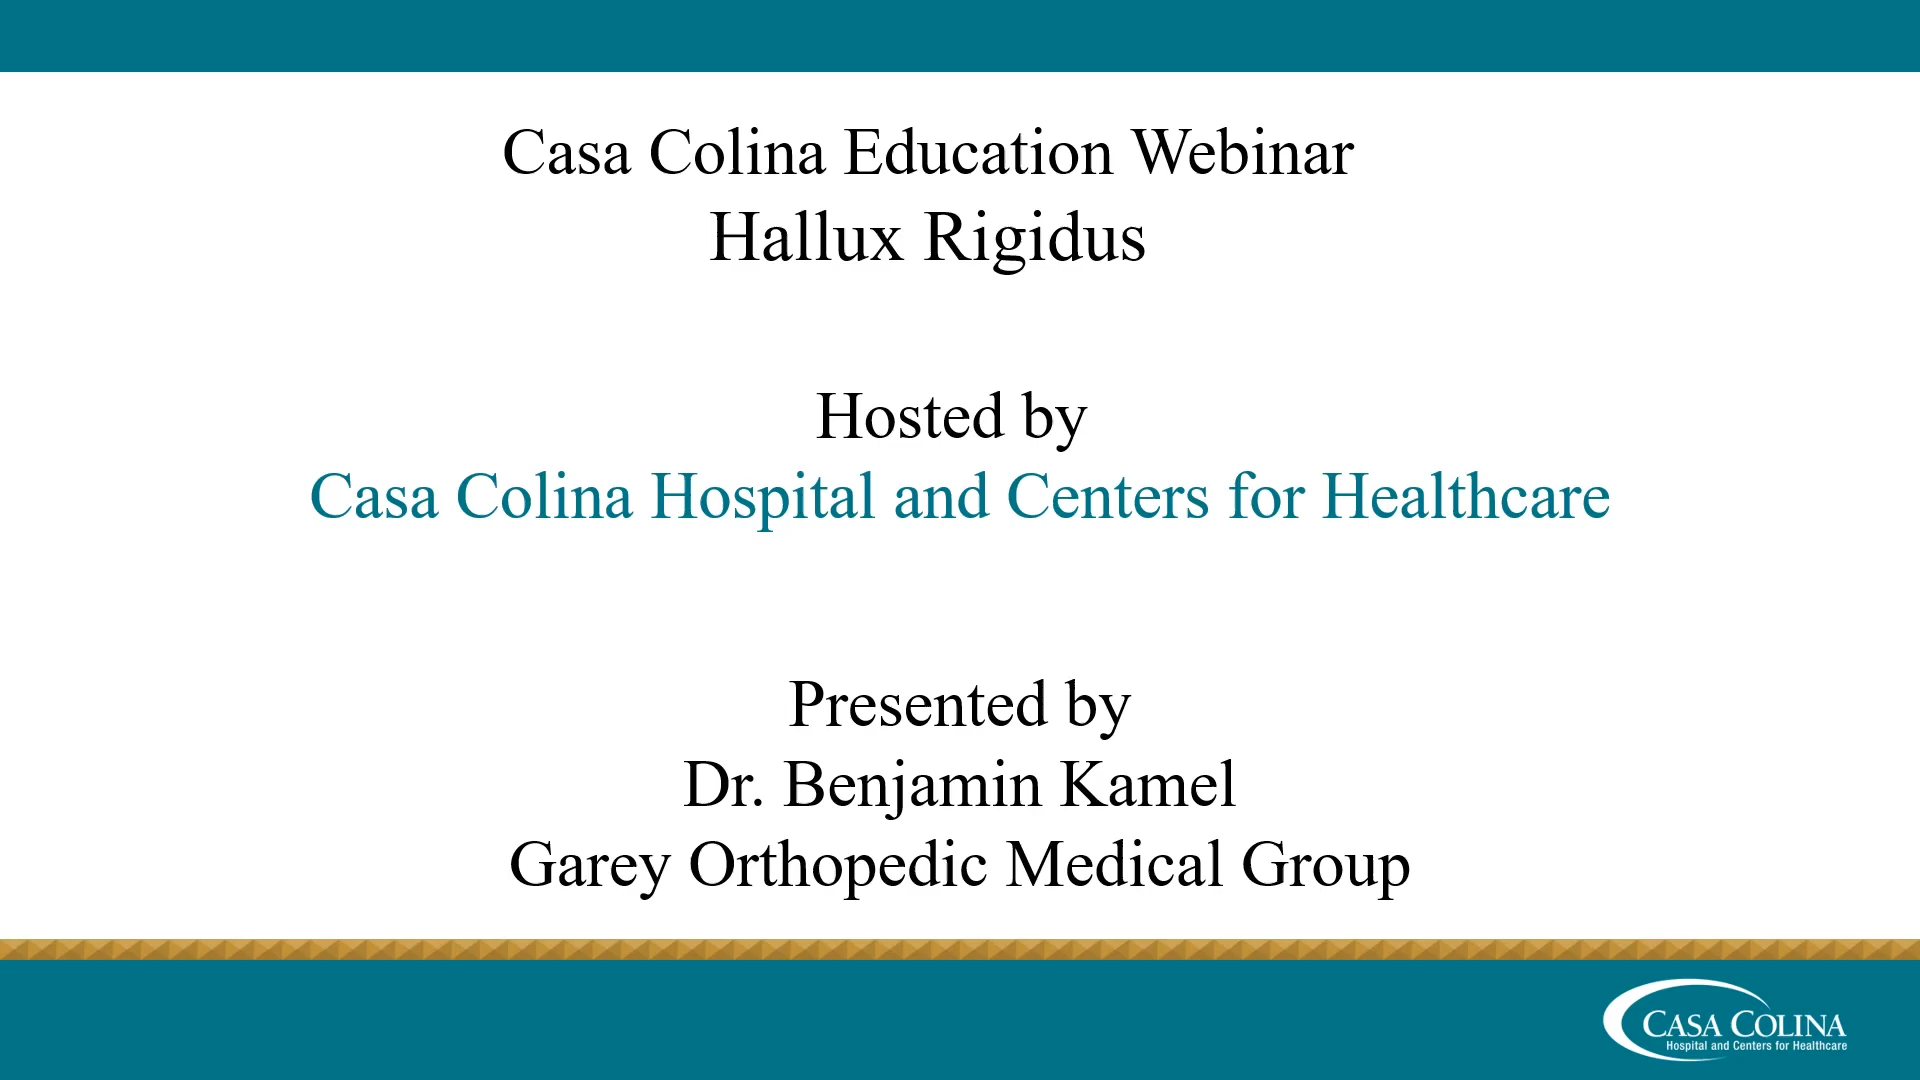 Casa Colina Education Webinar
Hallux Rigidus
Hosted by
Casa Colina Hospital and Centers for Healthcare
Presented by
Dr. Benjamin Kamel
Garey Orthopedic Medical Group
CASA COLINA
Hospital and Centers for Healthcare